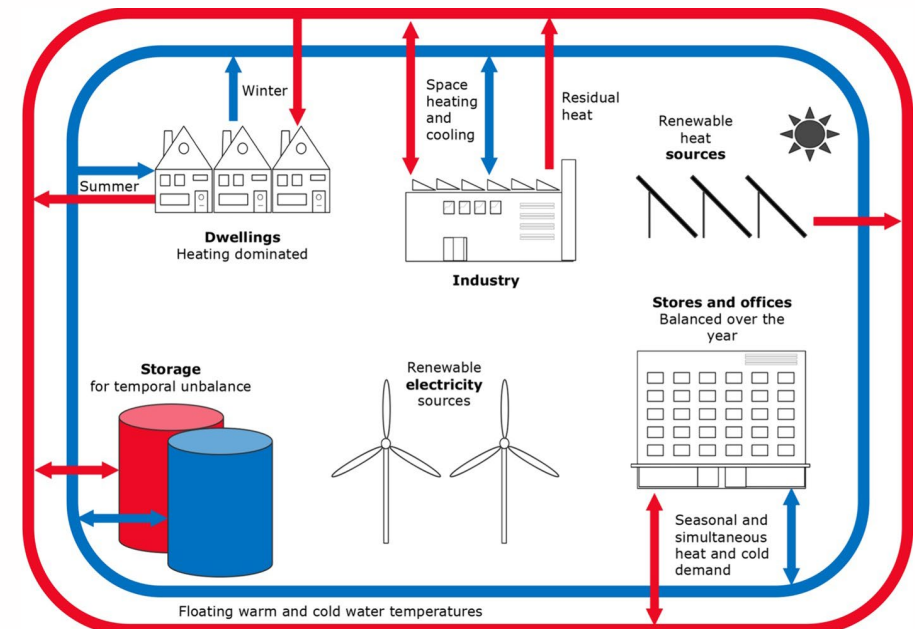 Winter
Summer
Dwellings
Heating dominated
Space
heating
and
cooling
Residual
heat
Industry
Renewable
heat
sources
Stores and offices
Balanced over the
year
Storage
for temporal unbalance
Renewable
electricity
sources
Seasonal and
simultaneous
heat and cold
demand
Floating warm and cold water temperatures